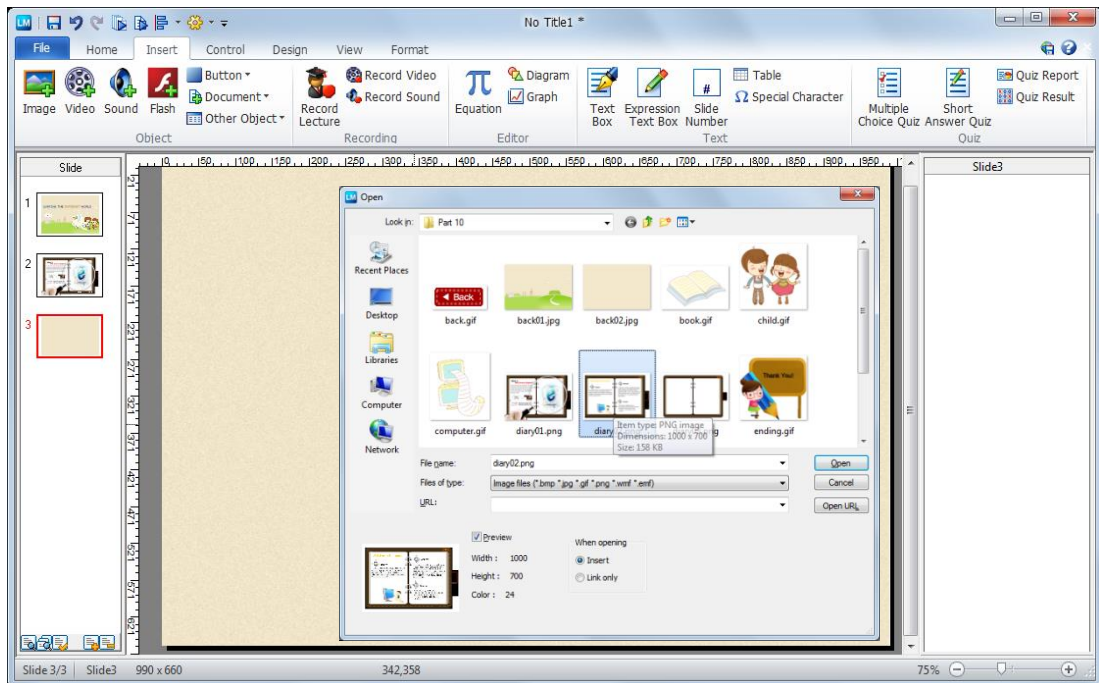 LM
No Title1 *
File Home Insert Control Design View Format
Image Video Sound Flash
Button
Document
Other Object
Object
Record Lecture
Record Video
Record Sound
Recording
Equation
Diagram
Graph
Editor
Text Box
Expression Text Box
# Slide Number
Table
Ω Special Character
Text
Multiple Choice Quiz
Short Answer Quiz
Quiz Report
Quiz Result
Quiz
Slide
1
2
3
Slide3
LM Open
Look in: Part 10
Recent Places
Desktop
Libraries
Computer
Network
Back
back.gif back01.jpg back02.jpg book.gif child.gif
Thank You!
computer.gif diary01.png diary ending.gif
Item type: PNG image
Dimensions: 1000 x 700
Size: 158 KB
File name: diary02.png Open
Files of type: Image files (*.bmp *.jpg *.gif *.png *.wmf *.emf) Cancel
URL: Open URL
Preview
Width : 1000
Height : 700
Color : 24
When opening
Insert
Link only
Slide 3/3 Slide3 990 x 660 342,358 75%